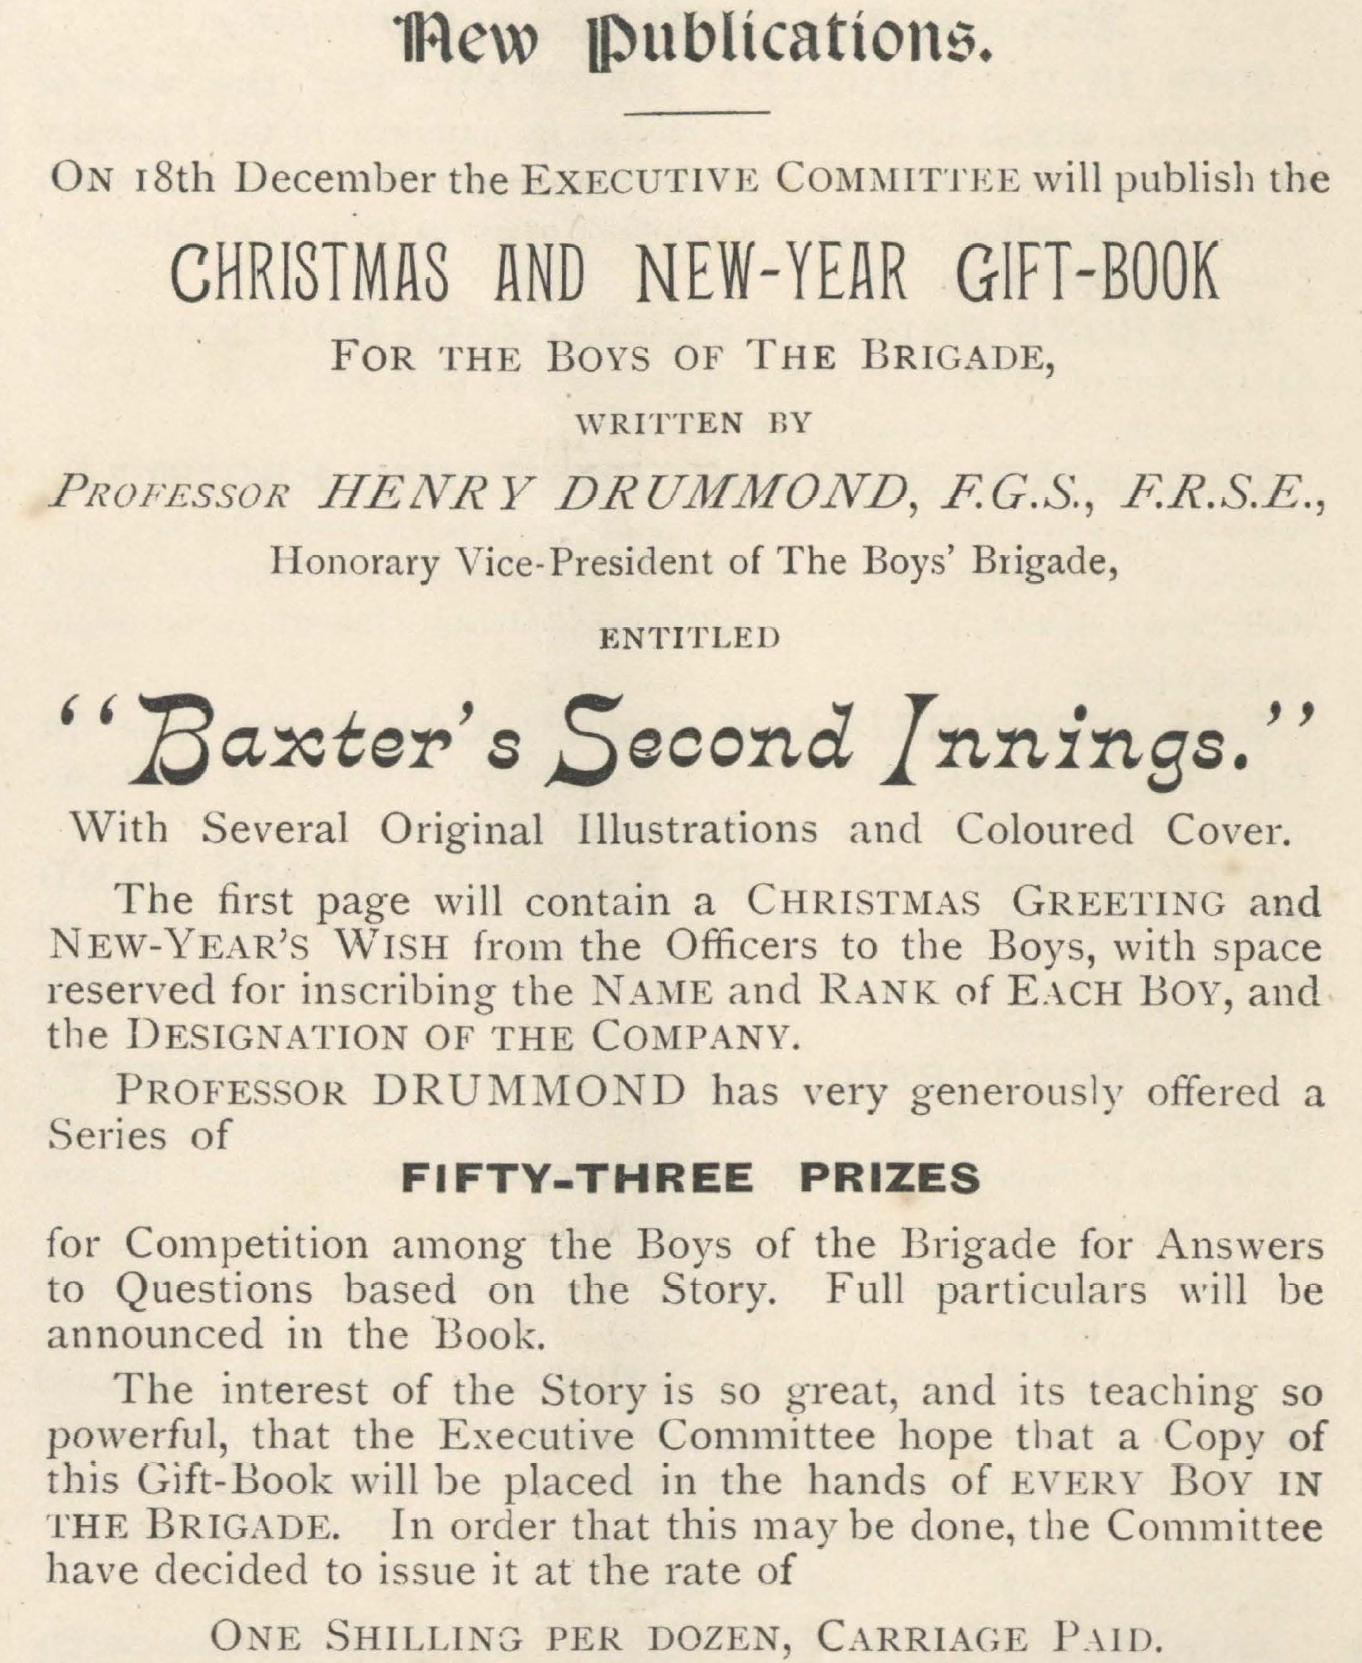 New Publications.
ON 18th December the EXECUTIVE COMMITTEE will publish the
CHRISTMAS AND NEW-YEAR GIFT-BOOK
FOR THE BOYS OF THE BRIGADE,
WRITTEN BY
PROFESSOR HENRY DRUMMOND, F.G.S., F.R.S.E.,
Honorary Vice-President of The Boys' Brigade,
ENTITLED
"Baxter's Second Innings."
With Several Original Illustrations and Coloured Cover.
The first page will contain a CHRISTMAS GREETING and
NEW-YEAR'S WISH from the Officers to the Boys, with space
reserved for inscribing the NAME and RANK of EACH BOY, and
the DESIGNATION OF THE COMPANY.
PROFESSOR DRUMMOND has very generously offered a
Series of
FIFTY-THREE PRIZES
for Competition among the Boys of the Brigade for Answers
to Questions based on the Story. Full particulars will be
announced in the Book.
The interest of the Story is so great, and its teaching so
powerful, that the Executive Committee hope that a Copy of
this Gift-Book will be placed in the hands of EVERY BOY IN
THE BRIGADE. In order that this may be done, the Committee
have decided to issue it at the rate of
ONE SHILLING PER DOZEN, CARRIAGE PAID.